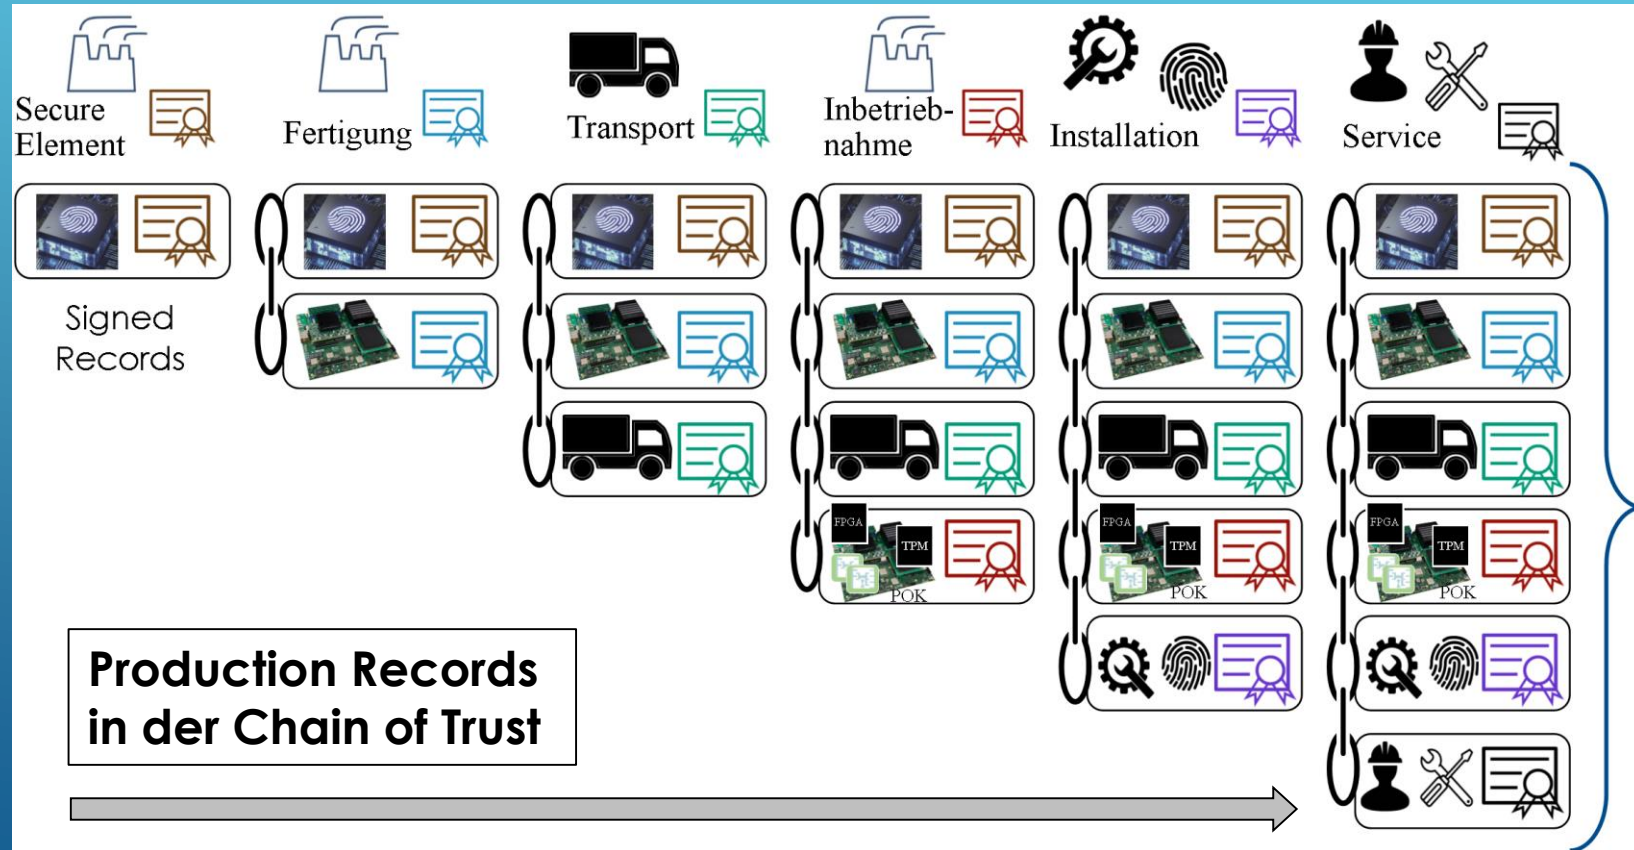 Secure
Element
Fertigung
Transport
Inbetrieb-
nahme
Installation
Service
Signed
Records
FPGA
TPM
POK
FPGA
TPM
POK
FPGA
TPM
POK
Production Records
in der Chain of Trust